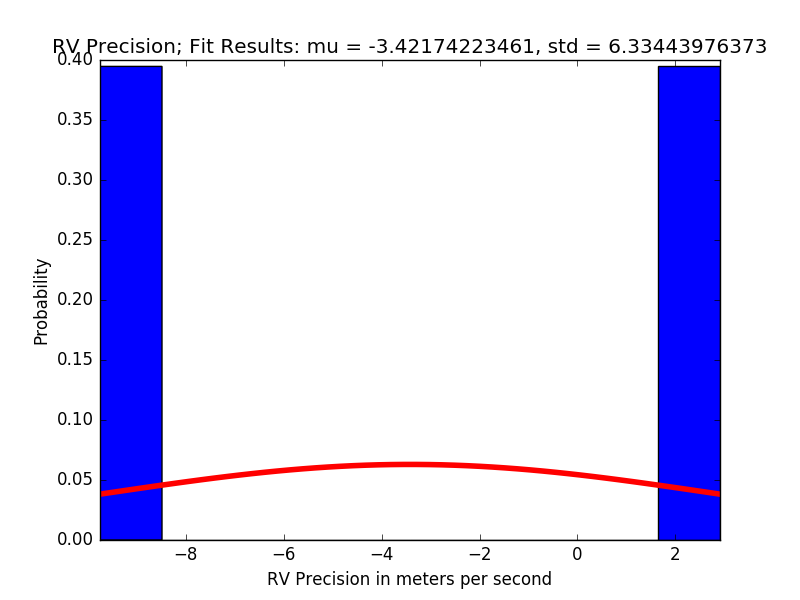 RV Precision; Fit Results: mu = -3.42174223461, std = 6.33443976373
0.40
0.35
0.30
0.25
0.20
0.15
0.10
0.05
0.00
Probability
−8 −6 −4 −2 0 2
RV Precision in meters per second